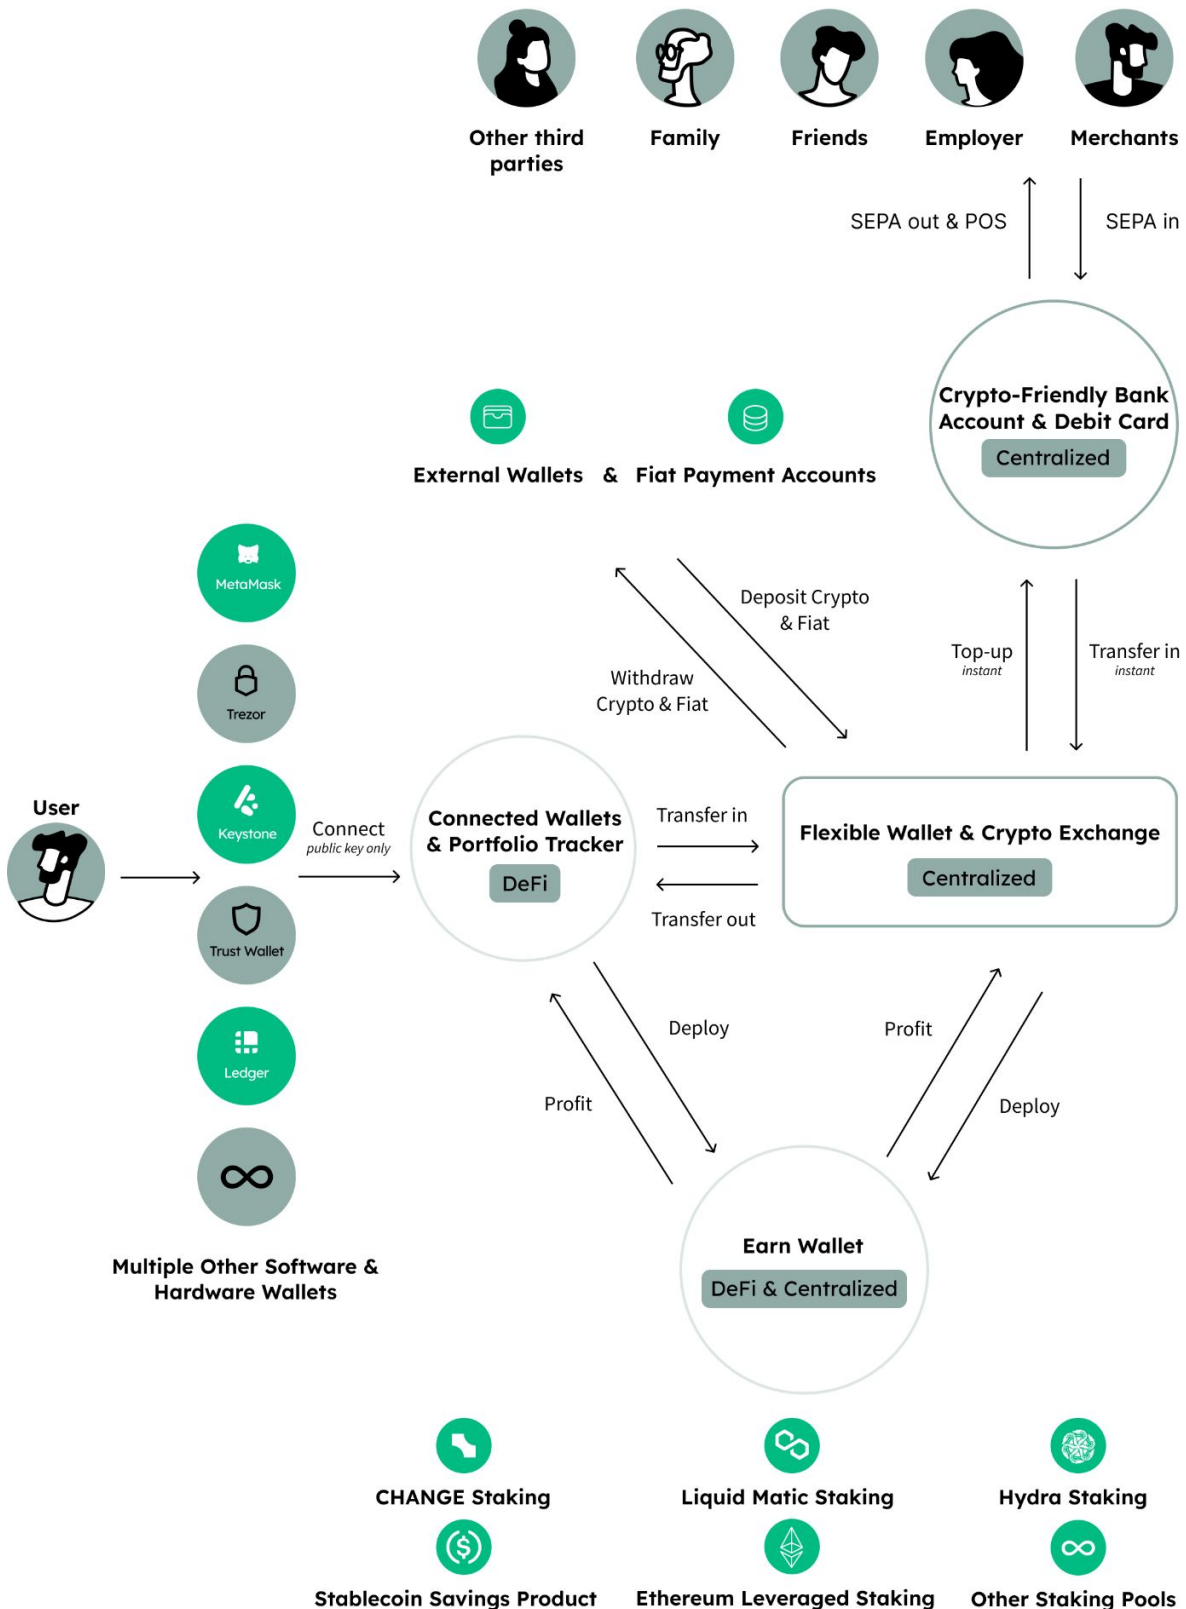 Other third
parties
Family
Friends
Employer
Merchants
SEPA out & POS
SEPA in
Crypto-Friendly Bank
Account & Debit Card
Centralized
External Wallets & Fiat Payment Accounts
MetaMask
Deposit Crypto
& Fiat
Withdraw
Crypto & Fiat
Top-up
instant
Transfer in
instant
Trezor
User
Keystone
Connect
public key only
Connected Wallets
& Portfolio Tracker
DeFi
Transfer in
Transfer out
Flexible Wallet & Crypto Exchange
Centralized
Trust Wallet
Ledger
Deploy
Profit
Profit
Deploy
Multiple Other Software &
Hardware Wallets
Earn Wallet
DeFi & Centralized
CHANGE Staking
Liquid Matic Staking
Hydra Staking
Stablecoin Savings Product
Ethereum Leveraged Staking
Other Staking Pools